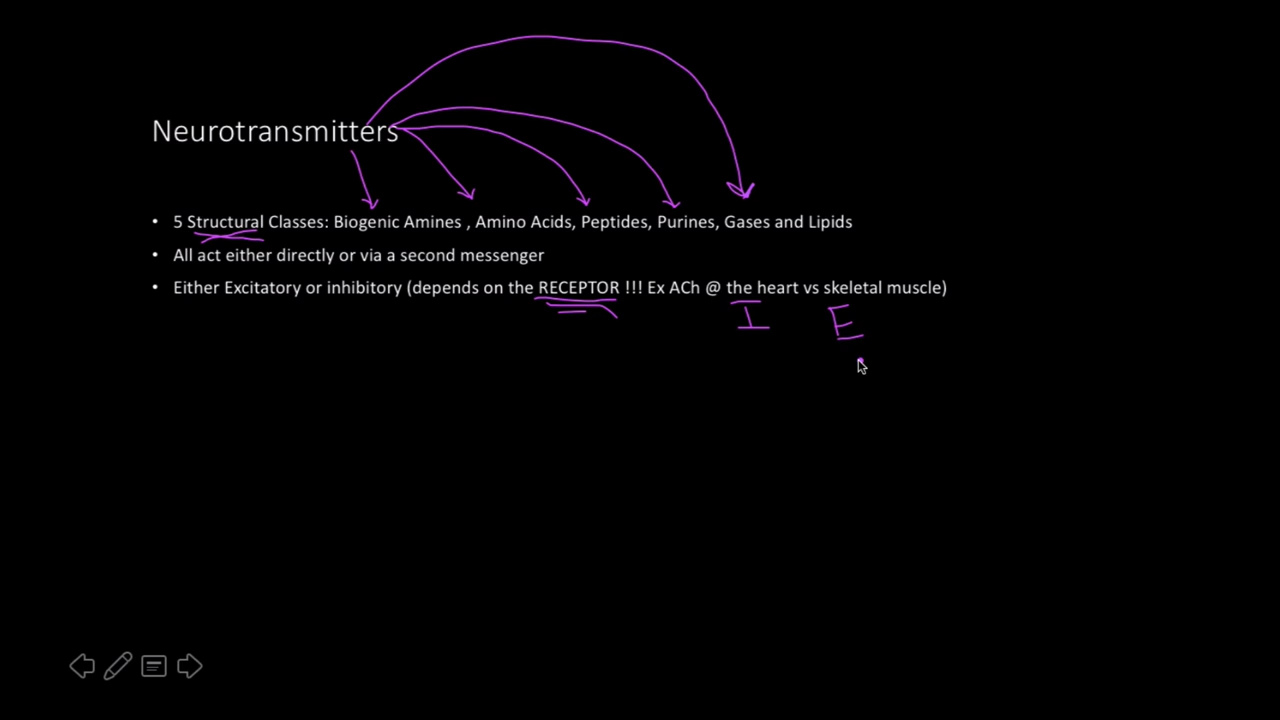 Neurotransmitters
• 5 Structural Classes: Biogenic Amines , Amino Acids, Peptides, Purines, Gases and Lipids
• All act either directly or via a second messenger
• Either Excitatory or inhibitory (depends on the RECEPTOR !!! Ex ACh @ the heart vs skeletal muscle)
I E